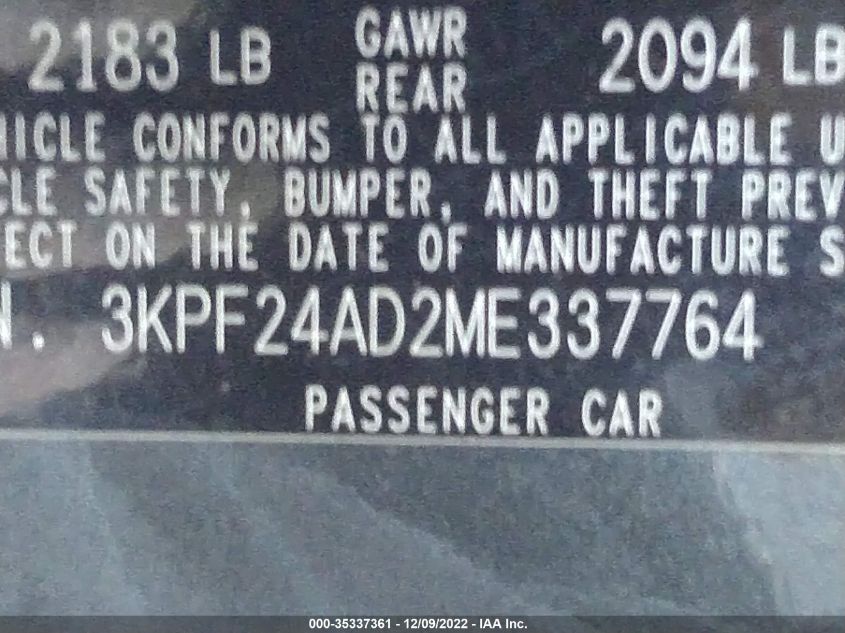 2183 LB GAWR REAR 2094 LB
HICLE CONFORMS TO ALL APPLICABLE U
CLE SAFETY, BUMPER, AND THEFT PREV
ECT ON THE DATE OF MANUFACTURE S
N. 3KPF24AD2ME337764
PASSENGER CAR
000-35337361 - 12/09/2022 - IAA Inc.